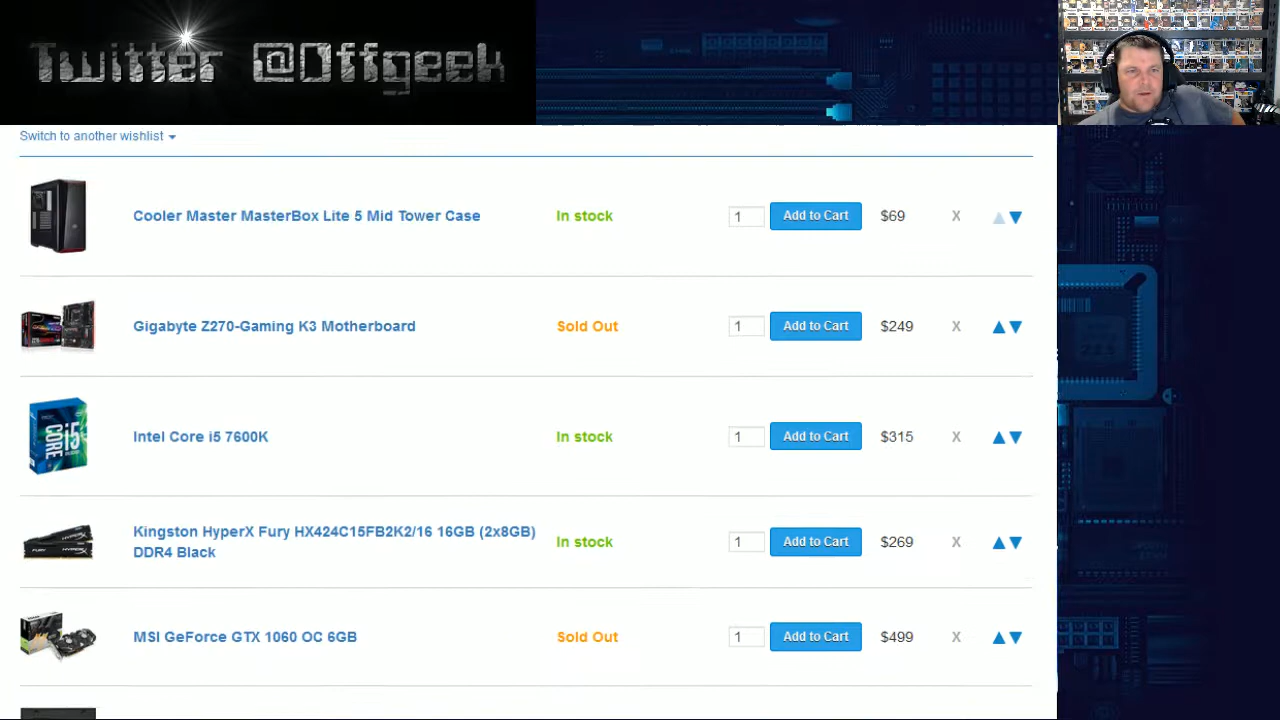 Twitter @Offgeek
Switch to another wishlist
Cooler Master MasterBox Lite 5 Mid Tower Case
In stock
1
Add to Cart
$69
X
Gigabyte Z270-Gaming K3 Motherboard
Sold Out
1
Add to Cart
$249
X
CORE i5
Intel Core i5 7600K
In stock
1
Add to Cart
$315
X
Kingston HyperX Fury HX424C15FB2K2/16 16GB (2x8GB)
DDR4 Black
In stock
1
Add to Cart
$269
X
MSI GeForce GTX 1060 OC 6GB
Sold Out
1
Add to Cart
$499
X